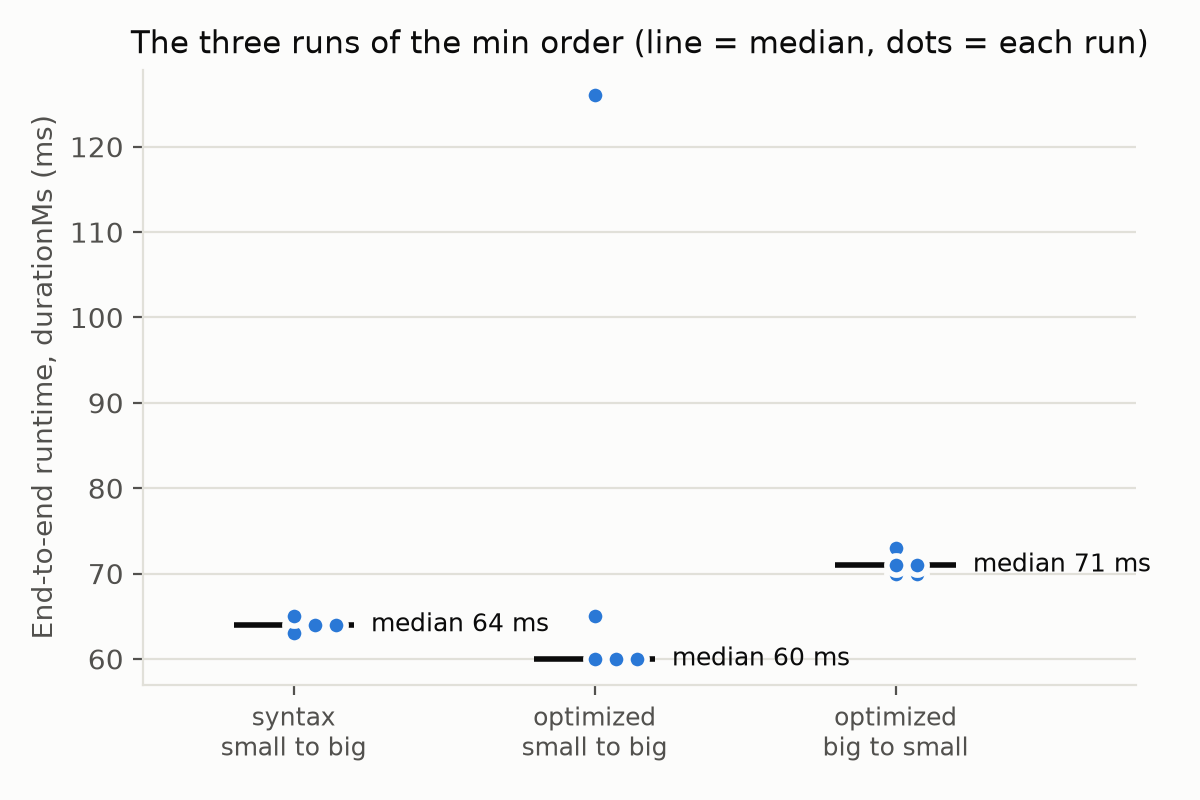 The three runs of the min order (line = median, dots = each run)
End-to-end runtime, durationMs (ms)
120
110
100
90
80
70
60
median 71 ms
median 64 ms
median 60 ms
syntax
small to big
optimized
small to big
optimized
big to small